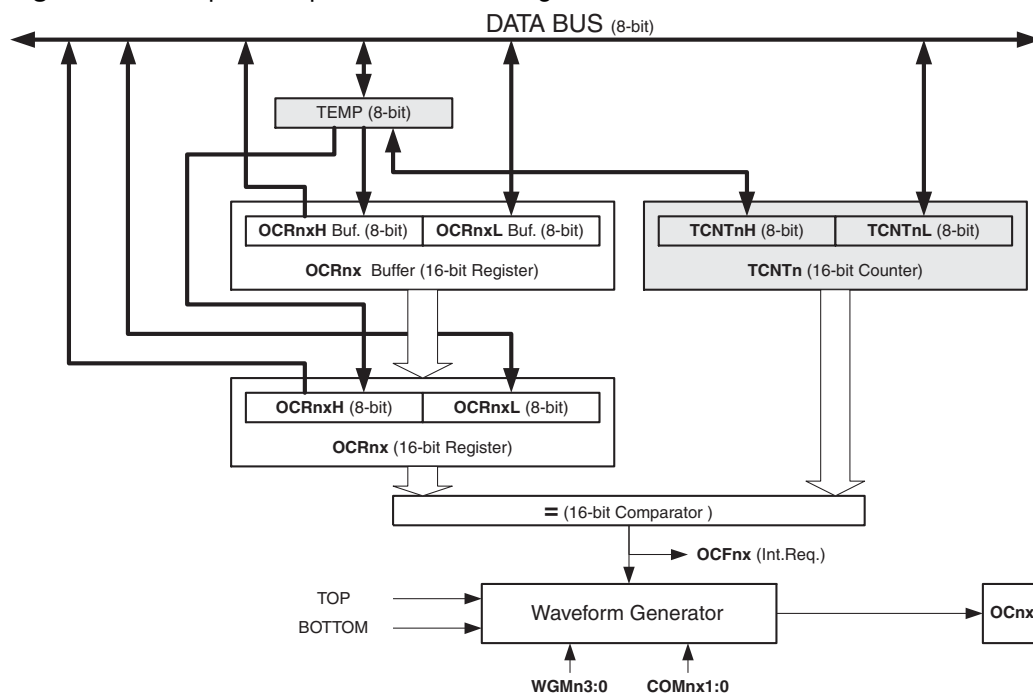 DATA BUS (8-bit)
TEMP (8-bit)
OCRnxH Buf. (8-bit) OCRnxL Buf. (8-bit)
OCRnx Buffer (16-bit Register)
TCNTnH (8-bit) TCNTnL (8-bit)
TCNTn (16-bit Counter)
OCRnxH (8-bit) OCRnxL (8-bit)
OCRnx (16-bit Register)
= (16-bit Comparator )
OCFnx (Int.Req.)
TOP
BOTTOM
Waveform Generator
OCnx
WGMn3:0 COMnx1:0